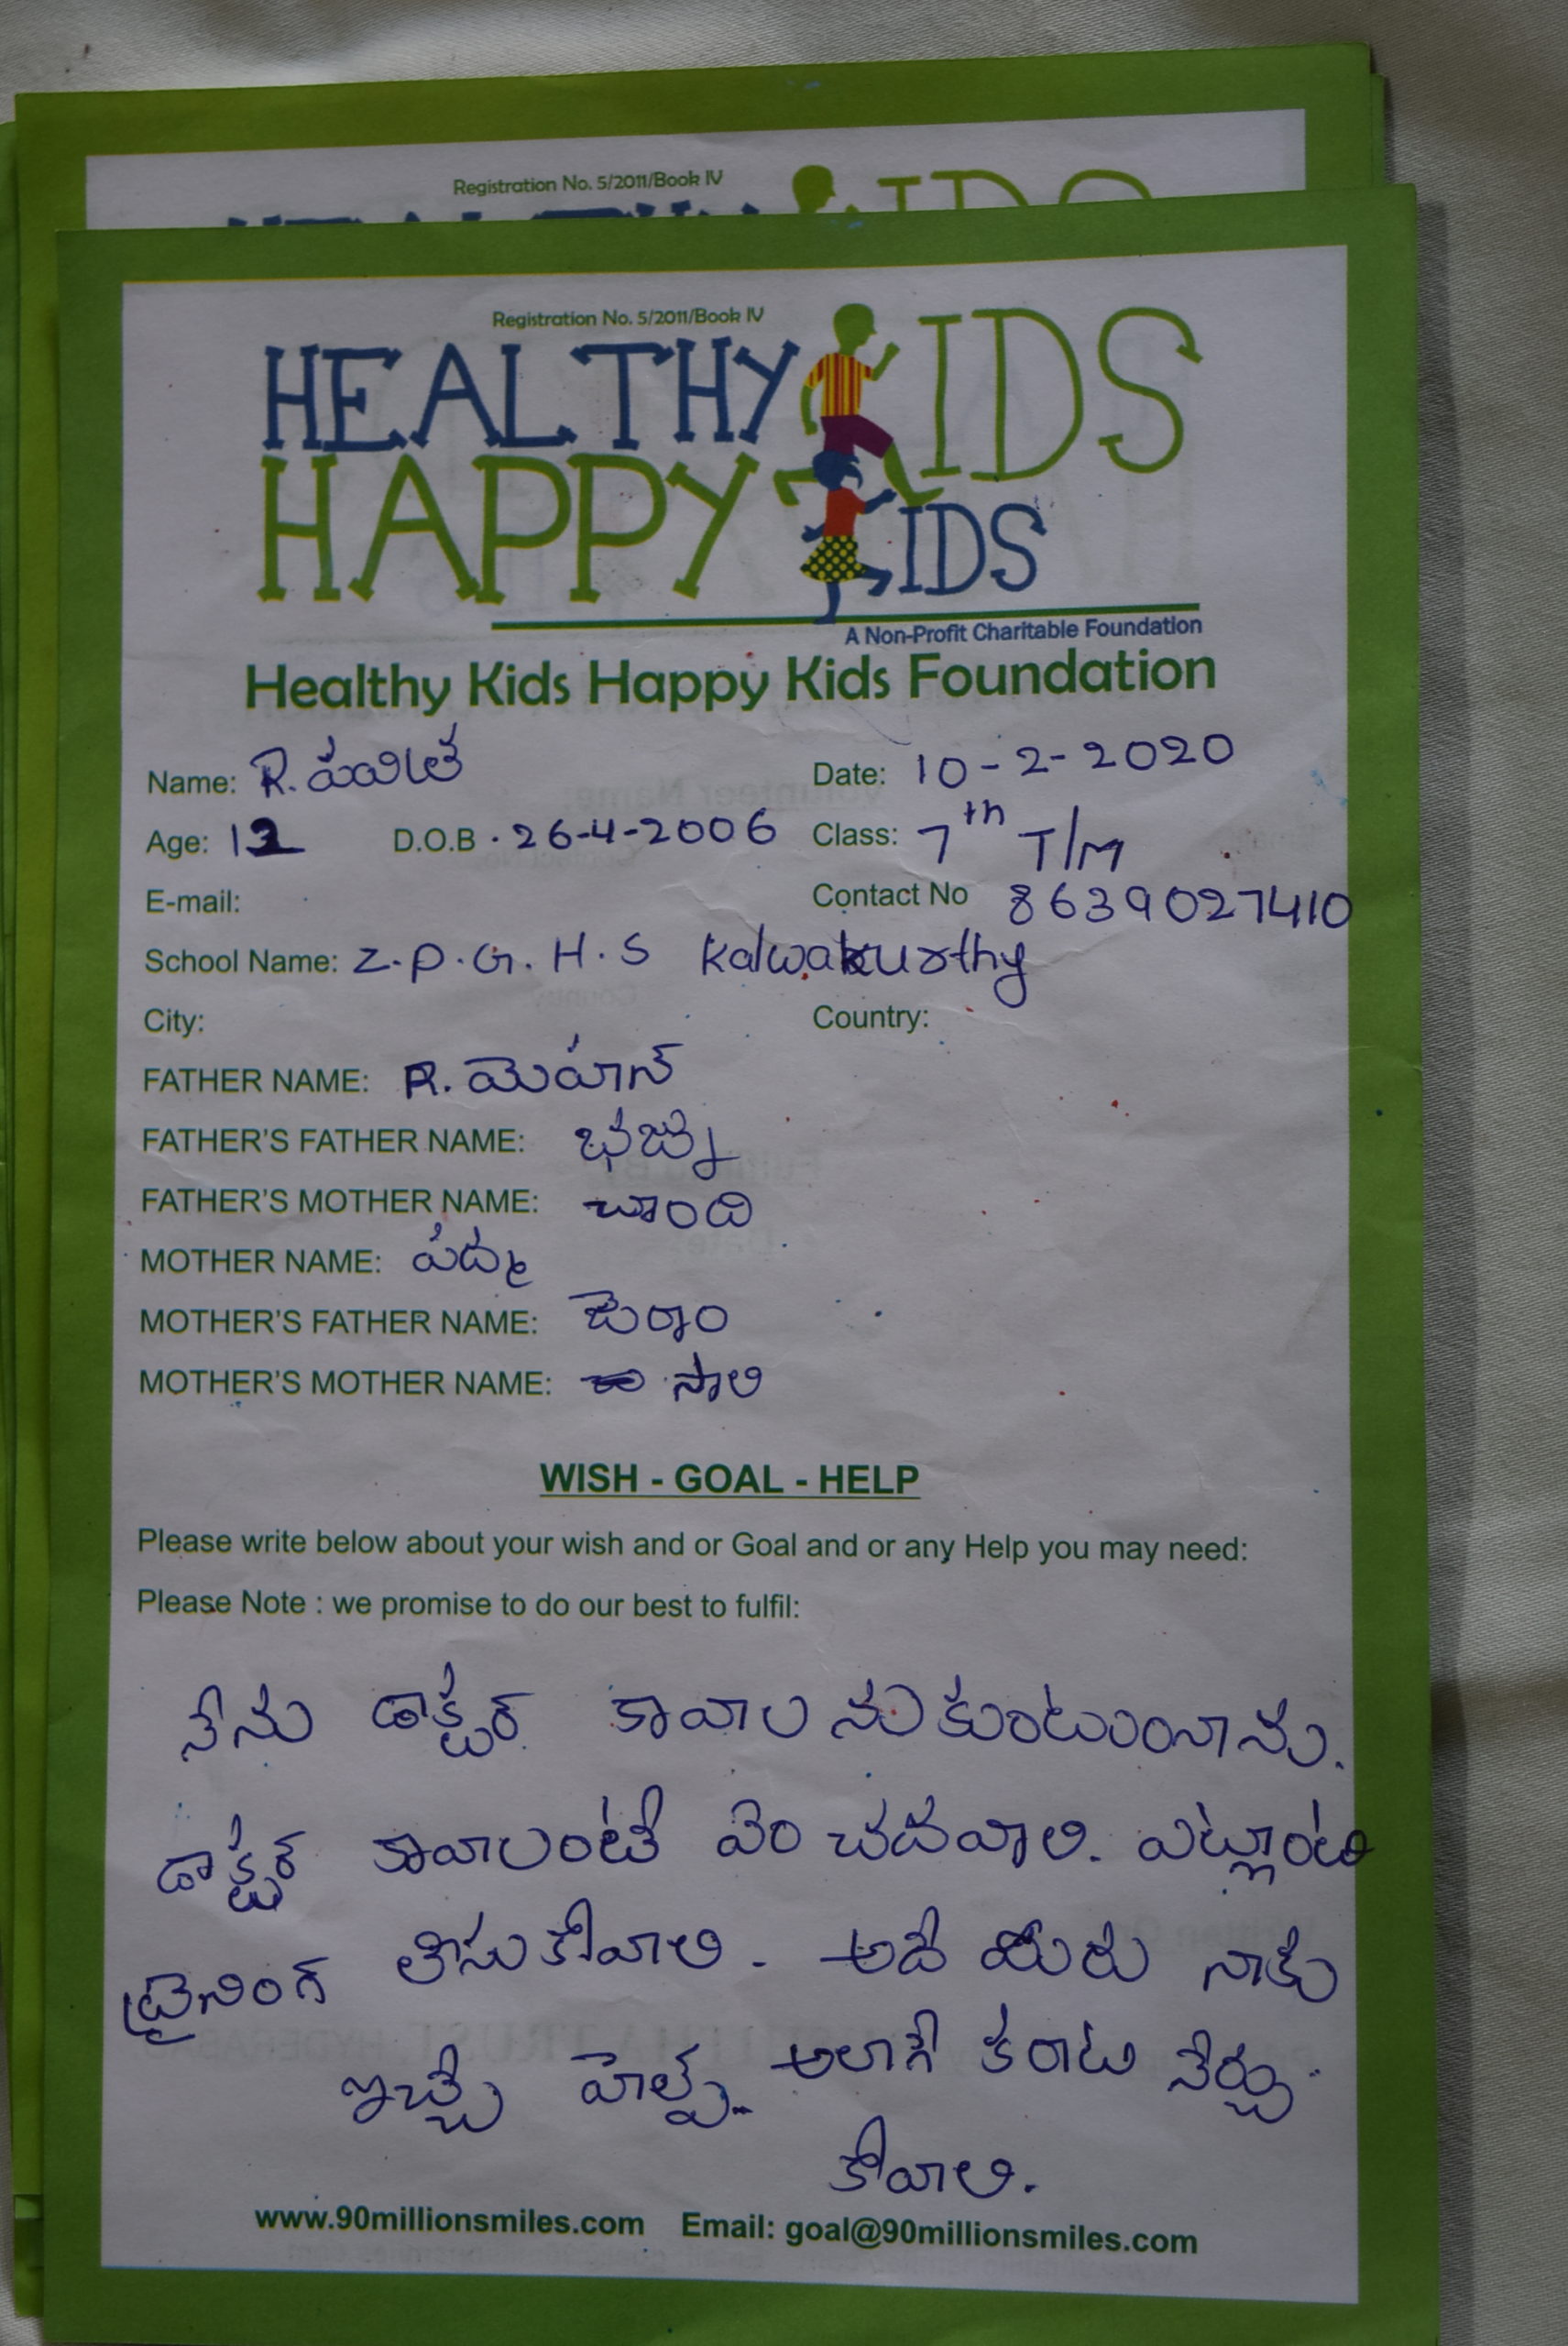 Registration No. 5/2011/Book IV
Registration No. 5/2011/Book IV
HEALTHY KIDS
HAPPY KIDS
A Non-Profit Charitable Foundation
Healthy Kids Happy Kids Foundation
Name: R. Date: 10-2-2020
Age: 12 D.O.B. 26-4-2006 Class: 7th T/M
E-mail: Contact No 8639027410
School Name: Z.P.G.H.S Kalwakurthy
City: Country:
FATHER NAME: R. మోహన్
FATHER'S FATHER NAME:
FATHER'S MOTHER NAME: చాంది
MOTHER NAME: పద్మ
MOTHER'S FATHER NAME:
MOTHER'S MOTHER NAME: సాలి
WISH - GOAL - HELP
Please write below about your wish and or Goal and or any Help you may need:
Please Note : we promise to do our best to fulfil:
నేను డాక్టర్ కావాల నుకుంటుంనాను.
డాక్టర్ కావాలంటే ఏం చదవాలి. ఎట్లాంటి
ట్రైనింగ్ తీసుకోవాలి. అదే మీరు నాకు
ఇచ్చే హెల్ప్. అలాగే కరాటే నేర్చు
కోవాలి.
www.90millionsmiles.com Email: goal@90millionsmiles.com